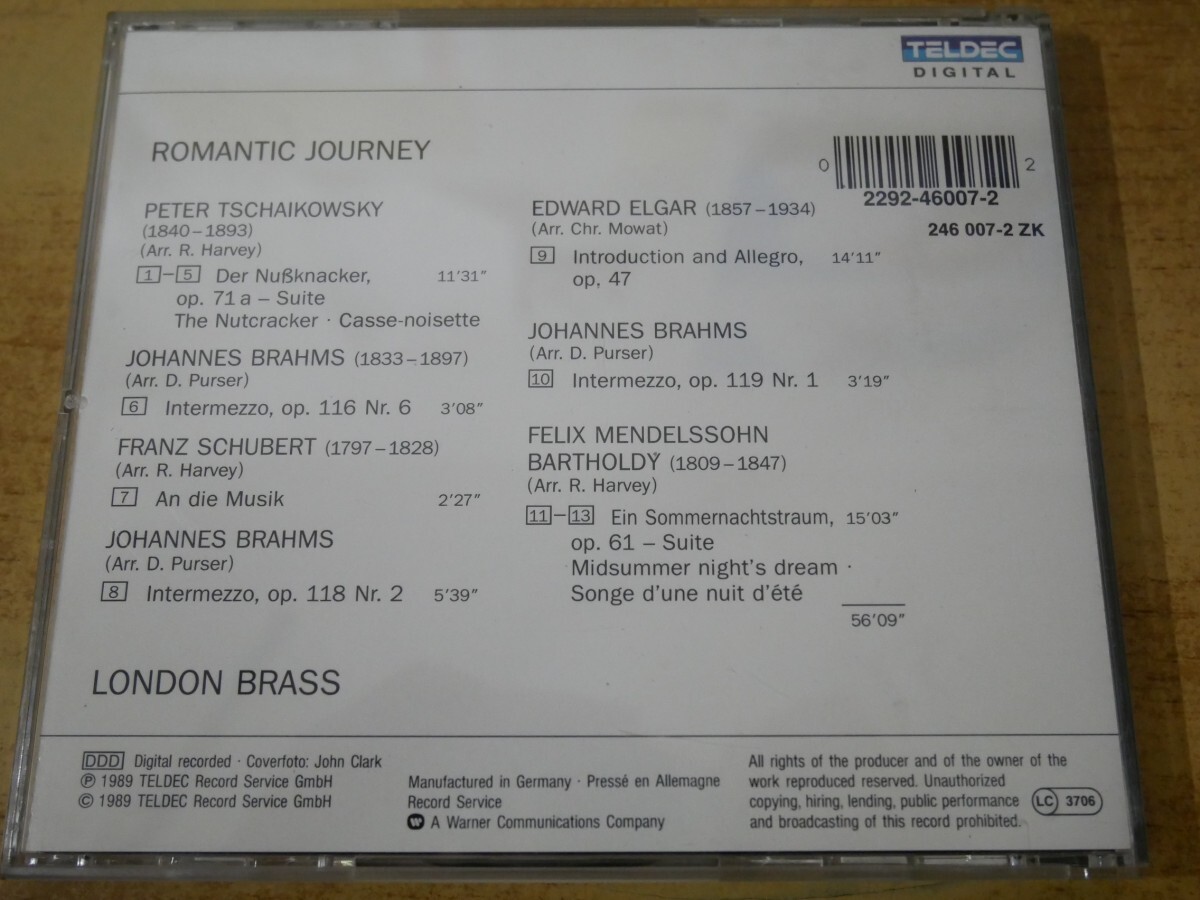 TELDEC
DIGITAL
ROMANTIC JOURNEY
0 2
2292-46007-2
246 007-2 ZK
PETER TSCHAIKOWSKY
(1840–1893)
(Arr. R. Harvey)
1–5 Der Nußknacker, 11'31"
op. 71 a – Suite
The Nutcracker · Casse-noisette
JOHANNES BRAHMS (1833–1897)
(Arr. D. Purser)
6 Intermezzo, op. 116 Nr. 6 3'08"
FRANZ SCHUBERT (1797–1828)
(Arr. R. Harvey)
7 An die Musik 2'27"
JOHANNES BRAHMS
(Arr. D. Purser)
8 Intermezzo, op. 118 Nr. 2 5'39"
EDWARD ELGAR (1857–1934)
(Arr. Chr. Mowat)
9 Introduction and Allegro, 14'11"
op. 47
JOHANNES BRAHMS
(Arr. D. Purser)
10 Intermezzo, op. 119 Nr. 1 3'19"
FELIX MENDELSSOHN
BARTHOLDY (1809–1847)
(Arr. R. Harvey)
11–13 Ein Sommernachtstraum, 15'03"
op. 61 – Suite
Midsummer night's dream ·
Songe d'une nuit d'été
56'09"
LONDON BRASS
DDD Digital recorded · Coverfoto: John Clark
℗ 1989 TELDEC Record Service GmbH
© 1989 TELDEC Record Service GmbH
Manufactured in Germany · Pressé en Allemagne
Record Service
A Warner Communications Company
All rights of the producer and of the owner of the
work reproduced reserved. Unauthorized
copying, hiring, lending, public performance
and broadcasting of this record prohibited.
LC 3706